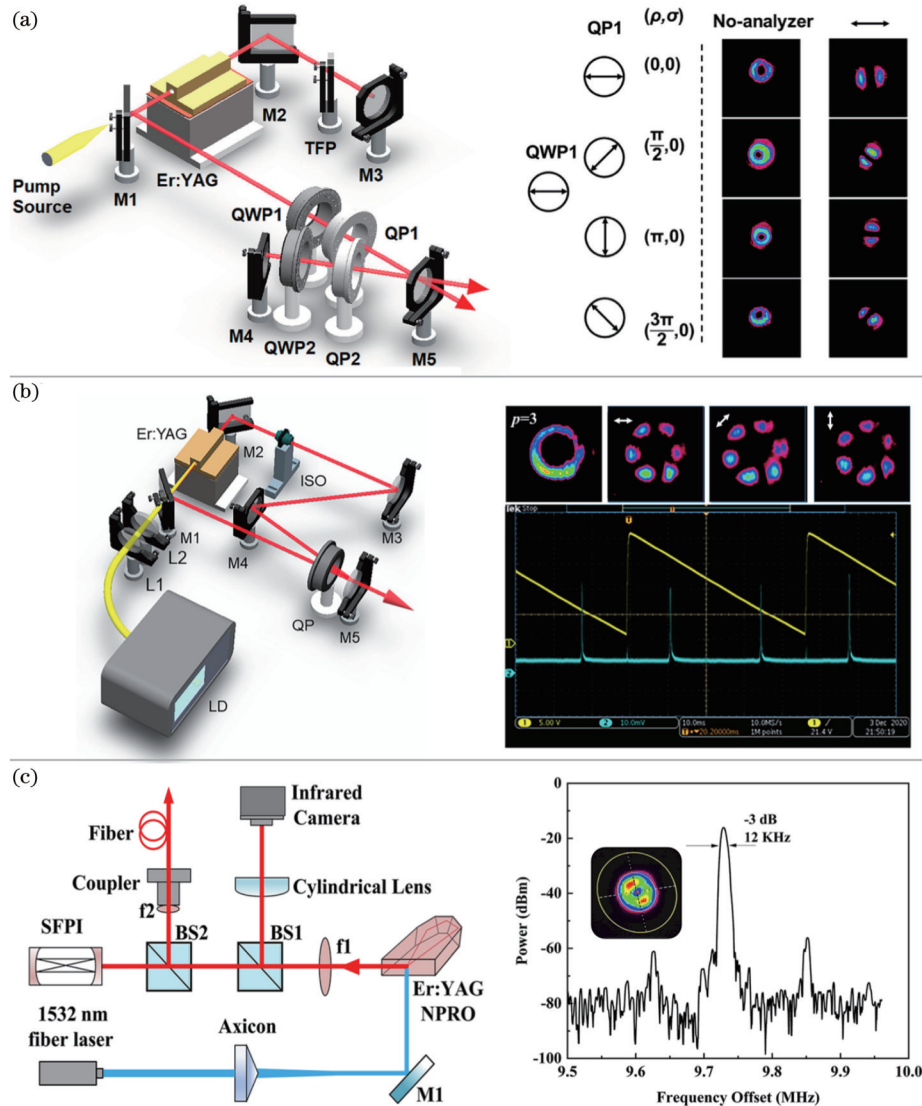 (a)
M2
TFP
M3
Er:YAG
Pump
Source
M1
QWP1
QP1
M4
QWP2
QP2
M5
QP1
(ρ,σ)
No-analyzer
(0,0)
QWP1
(π/2,0)
(π,0)
(3π/2,0)
(b)
Er:YAG
M2
ISO
M1
L2
L1
M4
M3
QP
M5
LD
p=3
Tek Stop
1 5.00 V
2 10.0mV
10.0ms
20.20000ms
10.0MS/s
1M points
1
21.4 V
3 Dec 2020
21:50:19
(c)
Fiber
Infrared
Camera
Coupler
Cylindrical Lens
f2
SFPI
BS2
BS1
f1
Er:YAG
NPRO
1532 nm
fiber laser
Axicon
M1
0
-20
-40
-60
-80
-100
Power (dBm)
-3 dB
12 KHz
9.5
9.6
9.7
9.8
9.9
10.0
Frequency Offset (MHz)